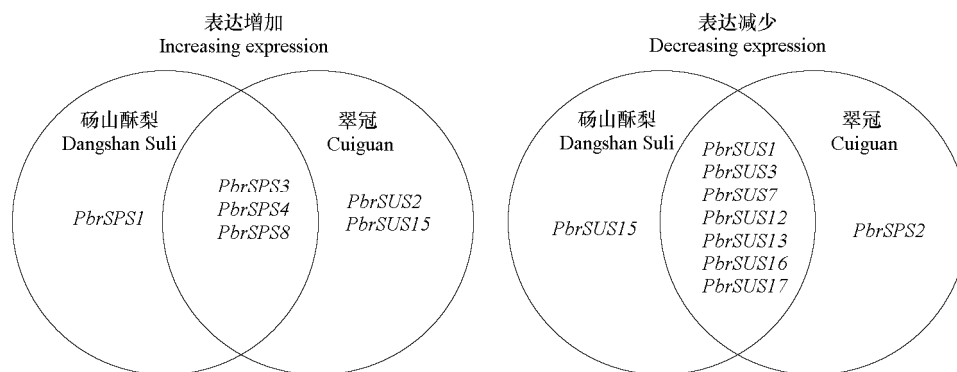 表达增加
Increasing expression
砀山酥梨
Dangshan Suli
翠冠
Cuiguan
PbrSPS1
PbrSPS3
PbrSPS4
PbrSPS8
PbrSUS2
PbrSUS15
表达减少
Decreasing expression
砀山酥梨
Dangshan Suli
翠冠
Cuiguan
PbrSUS15
PbrSUS1
PbrSUS3
PbrSUS7
PbrSUS12
PbrSUS13
PbrSUS16
PbrSUS17
PbrSPS2